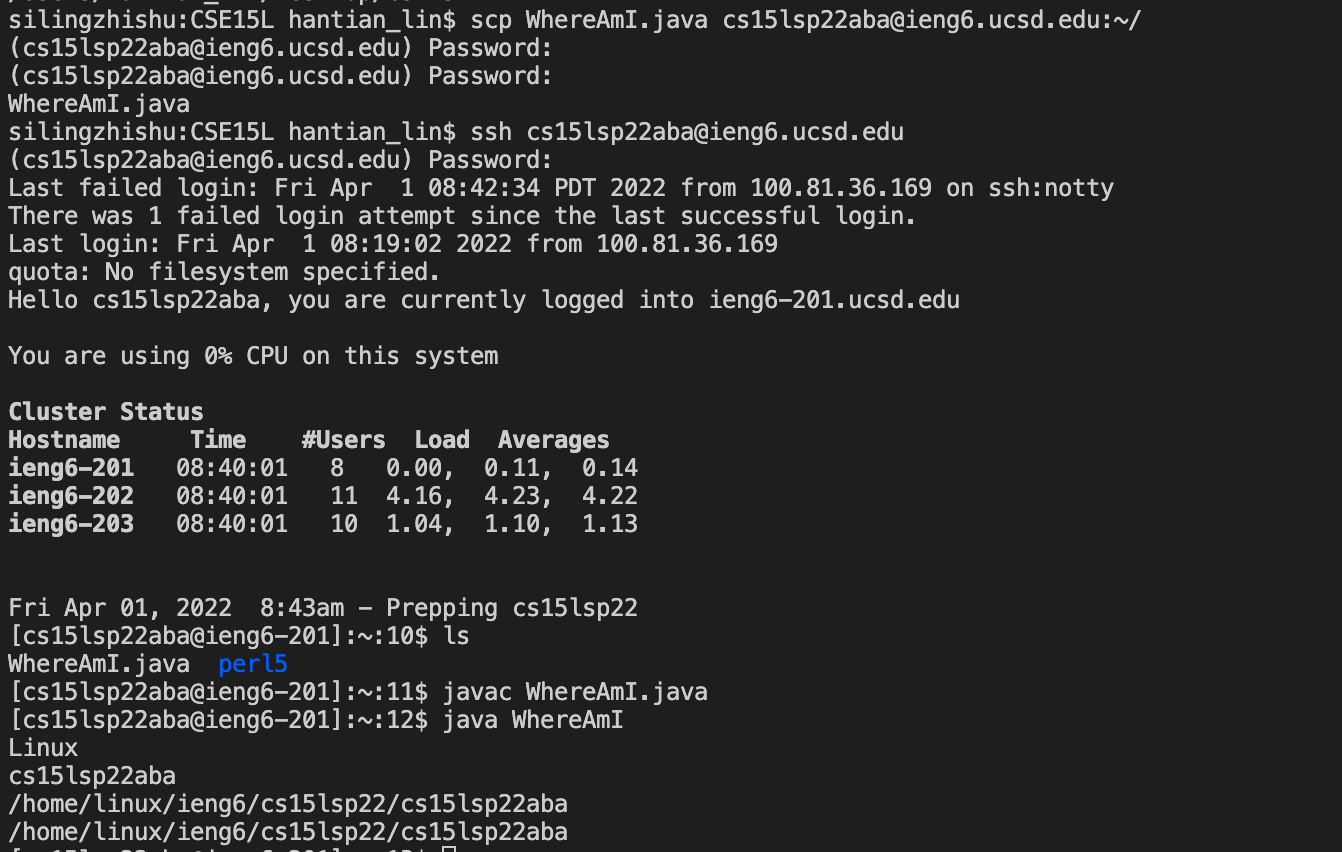 silingzhishu:CSE15L hantian_lin$ scp WhereAmI.java cs15lsp22aba@ieng6.ucsd.edu:~/
(cs15lsp22aba@ieng6.ucsd.edu) Password:
(cs15lsp22aba@ieng6.ucsd.edu) Password:
WhereAmI.java
silingzhishu:CSE15L hantian_lin$ ssh cs15lsp22aba@ieng6.ucsd.edu
(cs15lsp22aba@ieng6.ucsd.edu) Password:
Last failed login: Fri Apr  1 08:42:34 PDT 2022 from 100.81.36.169 on ssh:notty
There was 1 failed login attempt since the last successful login.
Last login: Fri Apr  1 08:19:02 2022 from 100.81.36.169
quota: No filesystem specified.
Hello cs15lsp22aba, you are currently logged into ieng6-201.ucsd.edu
You are using 0% CPU on this system
Cluster Status
Hostname     Time    #Users  Load  Averages
ieng6-201   08:40:01   8   0.00,  0.11,  0.14
ieng6-202   08:40:01   11  4.16,  4.23,  4.22
ieng6-203   08:40:01   10  1.04,  1.10,  1.13
Fri Apr 01, 2022  8:43am - Prepping cs15lsp22
[cs15lsp22aba@ieng6-201]:~:10$ ls
WhereAmI.java  perl5
[cs15lsp22aba@ieng6-201]:~:11$ javac WhereAmI.java
[cs15lsp22aba@ieng6-201]:~:12$ java WhereAmI
Linux
cs15lsp22aba
/home/linux/ieng6/cs15lsp22/cs15lsp22aba
/home/linux/ieng6/cs15lsp22/cs15lsp22aba